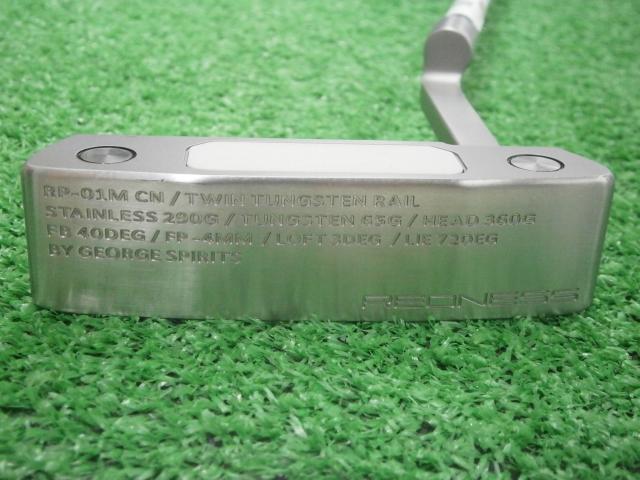 RP-01M CN / TWIN TUNGSTEN RAIL
STAINLESS 290G / TUNGSTEN 65G / HEAD 360G
FB 40DEG / FP -4MM / LOFT 3DEG / LIE 72DEG
BY GEORGE SPIRITS
REDNESS